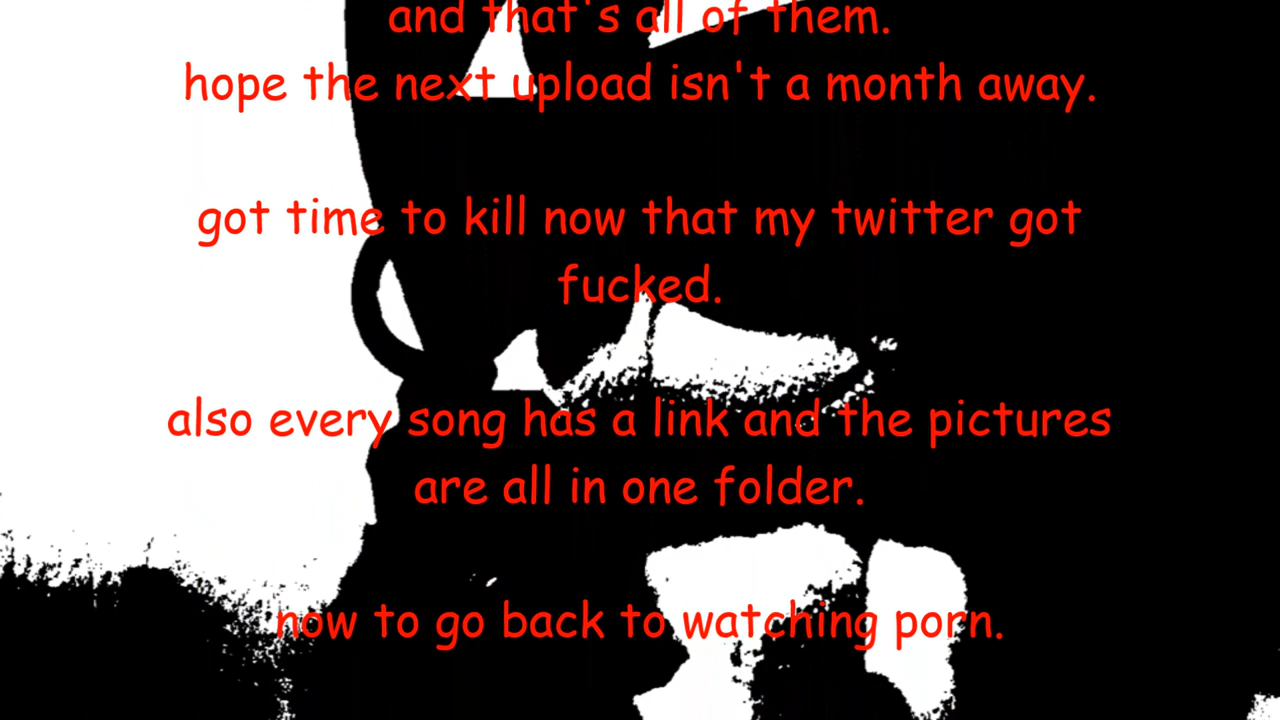 and that's all of them.
hope the next upload isn't a month away.
got time to kill now that my twitter got
fucked.
also every song has a link and the pictures
are all in one folder.
now to go back to watching porn.